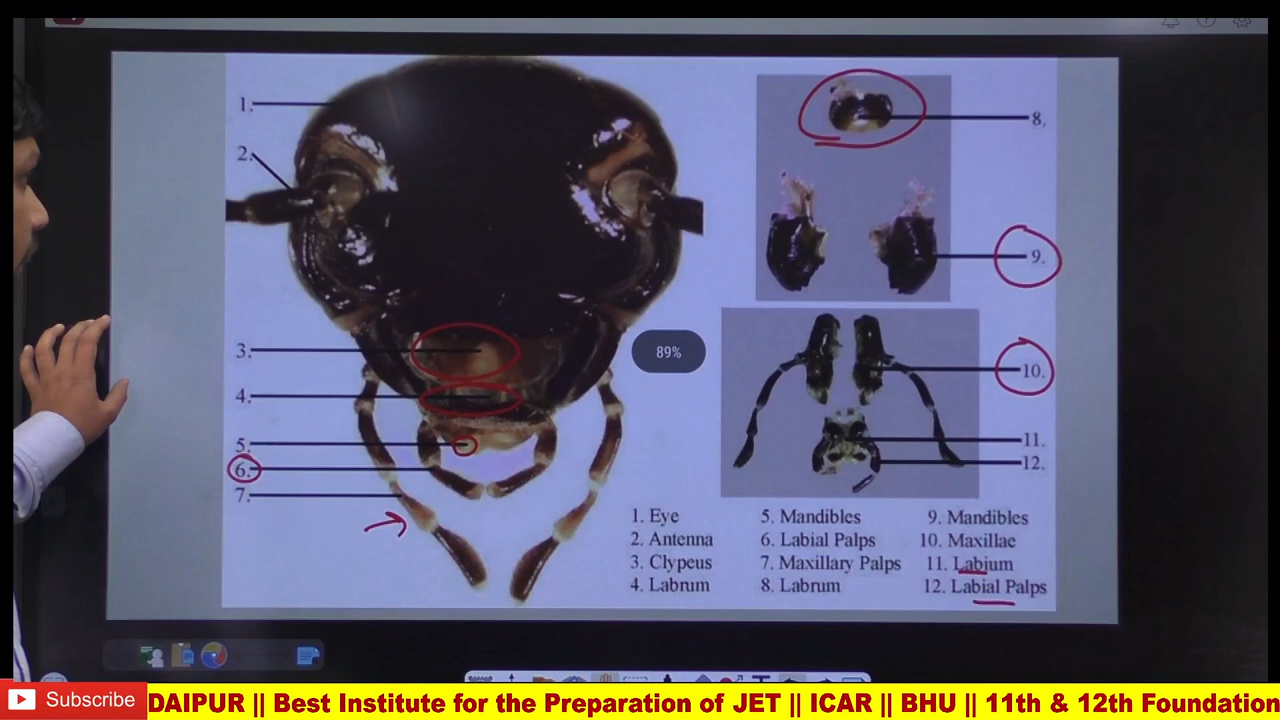 1.
2.
3.
4.
5.
6.
7.
8.
9.
10.
11.
12.
89%
1. Eye
2. Antenna
3. Clypeus
4. Labrum
5. Mandibles
6. Labial Palps
7. Maxillary Palps
8. Labrum
9. Mandibles
10. Maxillae
11. Labium
12. Labial Palps
Subscribe
DAIPUR || Best Institute for the Preparation of JET || ICAR || BHU || 11th & 12th Foundation